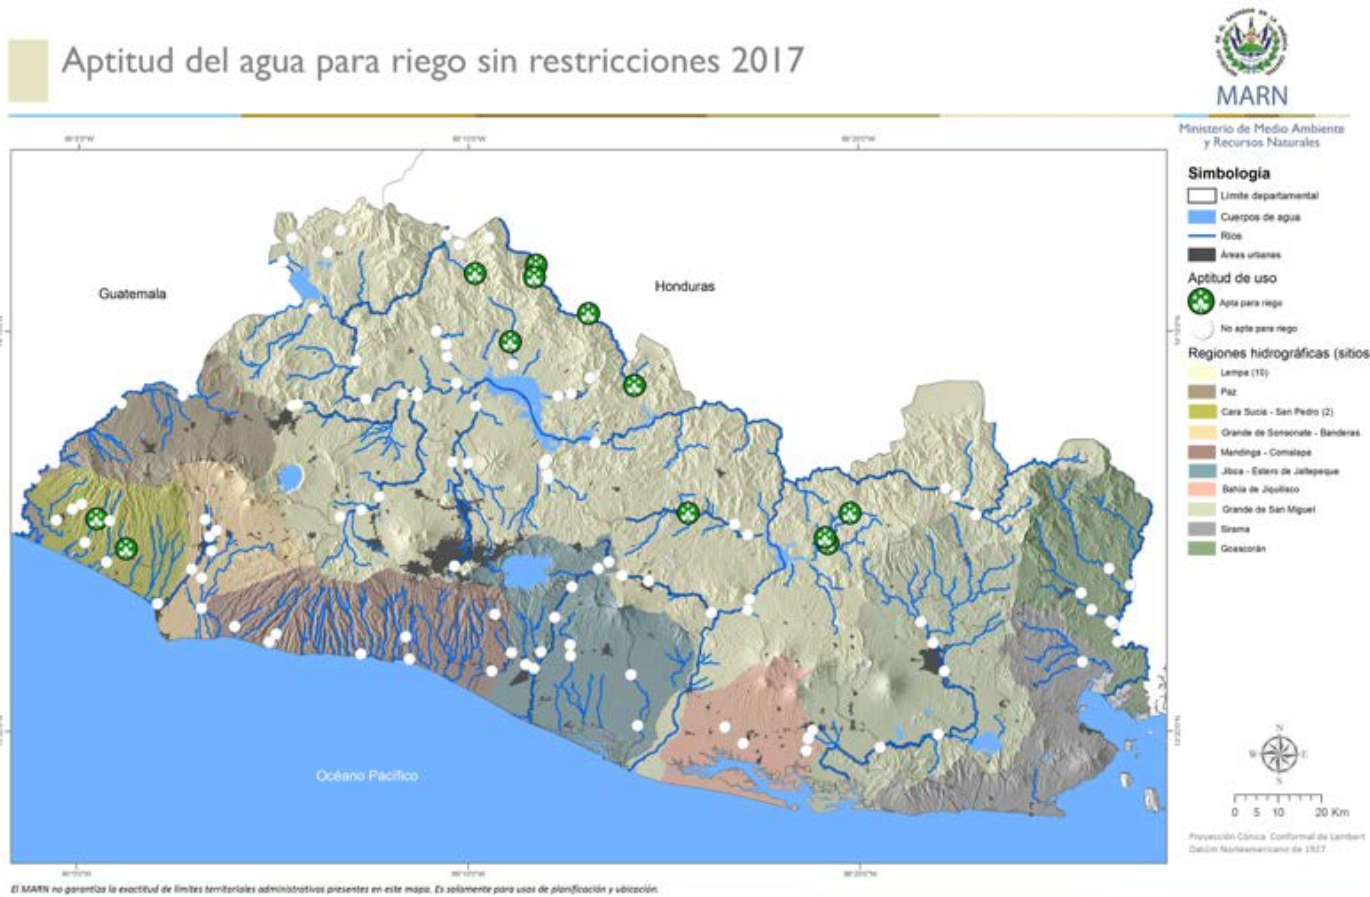 Aptitud del agua para riego sin restricciones 2017
MARN
Ministerio de Medio Ambiente
y Recursos Naturales
Guatemala
Honduras
Océano Pacífico
Simbología
Límite departamental
Cuerpos de agua
Ríos
Áreas urbanas
Aptitud de uso
Apta para riego
No apta para riego
Regiones hidrográficas (sitios
Lempa (10)
Paz
Cara Sucia - San Pedro (2)
Grande de Sonsonate - Banderas
Mandinga - Comalapa
Jiboa - Estero de Jaltepeque
Bahía de Jiquilisco
Grande de San Miguel
Sirama
Goascorán
N
W
E
S
0 5 10 20 Km
Proyección Cónica Conformal de Lambert
Datúm Norteamericano de 1927
El MARN no garantiza la exactitud de límites territoriales administrativos presentes en este mapa. Es solamente para usos de planificación y ubicación.